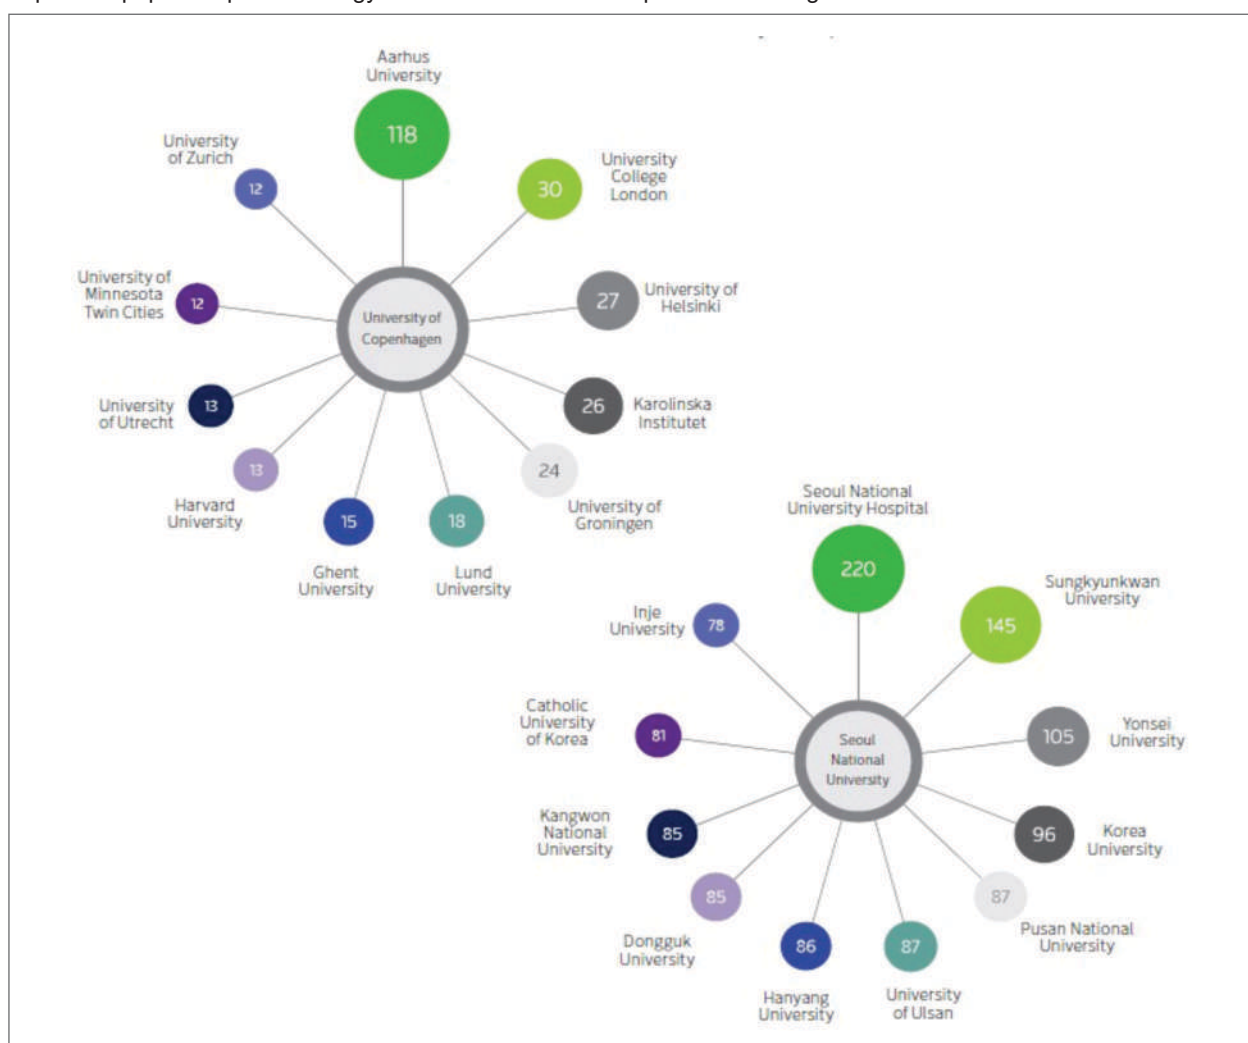 Aarhus
University
118
University
of Zurich
12
University
College
London
30
University of
Minnesota
Twin Cities
12
University of
Copenhagen
27
University of
Helsinki
University
of Utrecht
13
26
Karolinska
Institutet
13
Harvard
University
24
University of
Groningen
15
Ghent
University
18
Lund
University
Seoul National
University Hospital
220
Inje
University
78
Sungkyunkwan
University
145
Catholic
University
of Korea
81
Seoul
National
University
105
Yonsei
University
Kangwon
National
University
85
96
Korea
University
85
Dongguk
University
87
Pusan National
University
86
Hanyang
University
87
University
of Ulsan